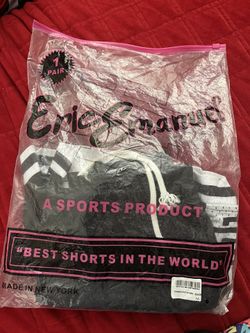 1
PAIR
Eric Emanuel
A SPORTS PRODUCT
"BEST SHORTS IN THE WORLD"
MADE IN NEW YORK